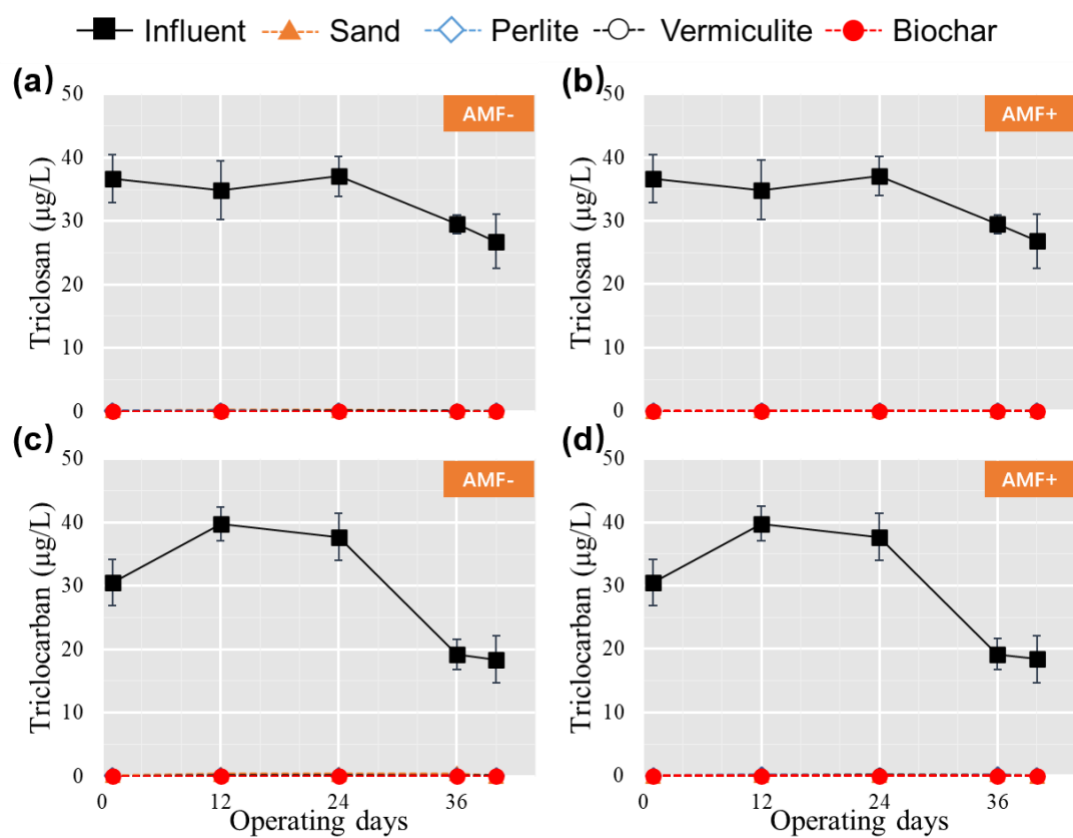 Influent Sand Perlite Vermiculite Biochar
(a) (b)
50 AMF- 50 AMF+
40 40
30 30
20 20
10 10
0 0
Triclosan (μg/L) Triclosan (μg/L)
(c) (d)
50 AMF- 50 AMF+
40 40
30 30
20 20
10 10
0 0
Triclocarban (μg/L) Triclocarban (μg/L)
0 12 24 36 0 12 24 36
Operating days Operating days